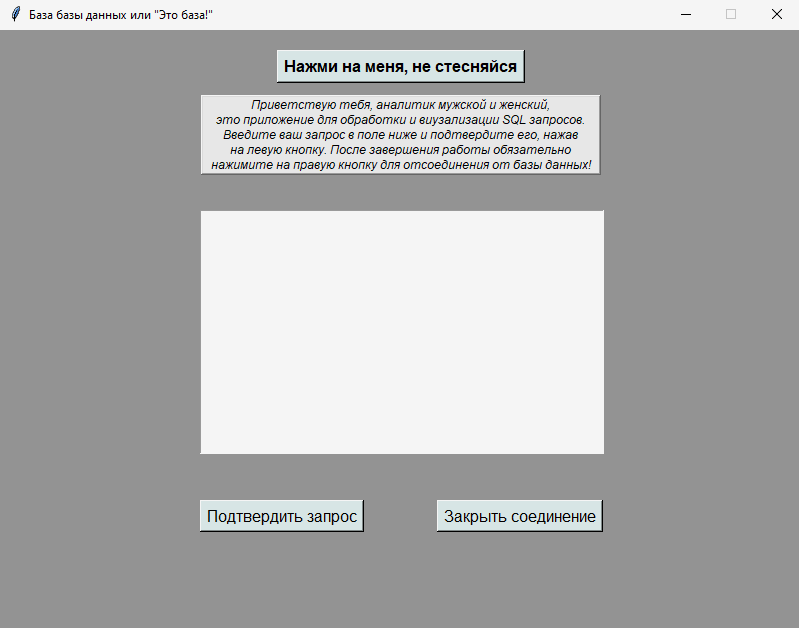 База базы данных или "Это база!"
Нажми на меня, не стесняйся
Приветствую тебя, аналитик мужской и женский,
это приложение для обработки и виузализации SQL запросов.
Введите ваш запрос в поле ниже и подтвердите его, нажав
на левую кнопку. После завершения работы обязательно
нажимите на правую кнопку для отсоединения от базы данных!
Подтвердить запрос
Закрыть соединение